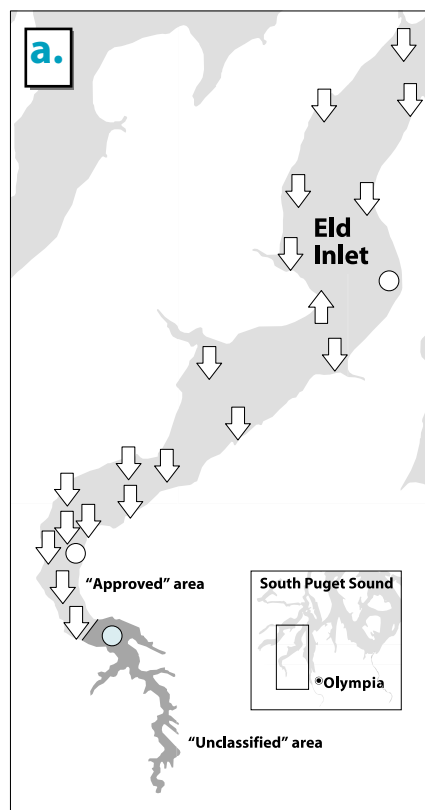 a.
Eld
Inlet
“Approved” area
South Puget Sound
Olympia
“Unclassified” area